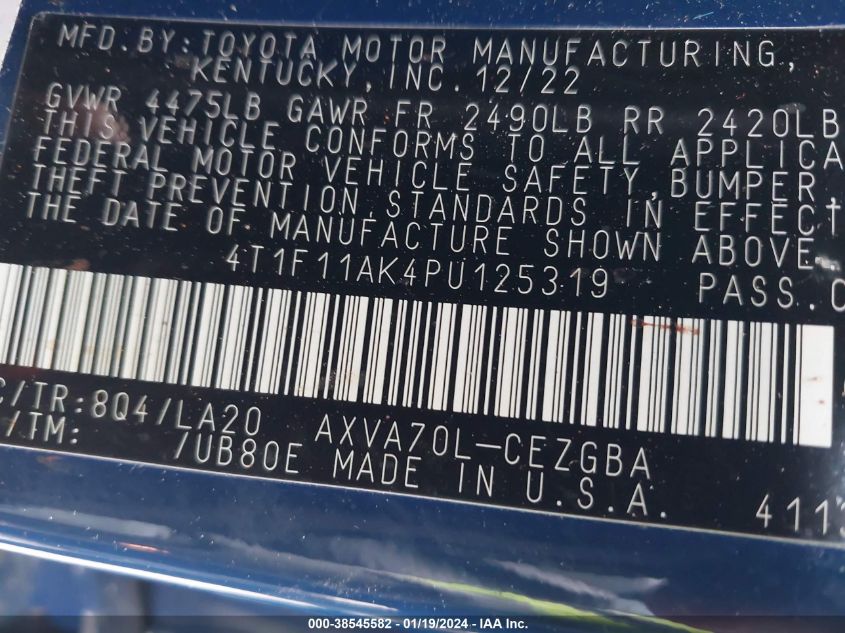 MFD.BY:TOYOTA MOTOR MANUFACTURING,
KENTUCKY,INC.12/22
GVWR 4475LB GAWR FR 2490LB RR 2420LB
THIS VEHICLE CONFORMS TO ALL APPLICA
FEDERAL MOTOR VEHICLE SAFETY,BUMPER,
THEFT PREVENTION STANDARDS IN EFFECT
THE DATE OF MANUFACTURE SHOWN ABOVE.
4T1F11AK4PU125319 PASS.C
C/TR:8Q4/LA20 AXVA70L-CEZGBA
/TM: /UB80E MADE IN U.S.A.
411
000-38545582 - 01/19/2024 - IAA Inc.